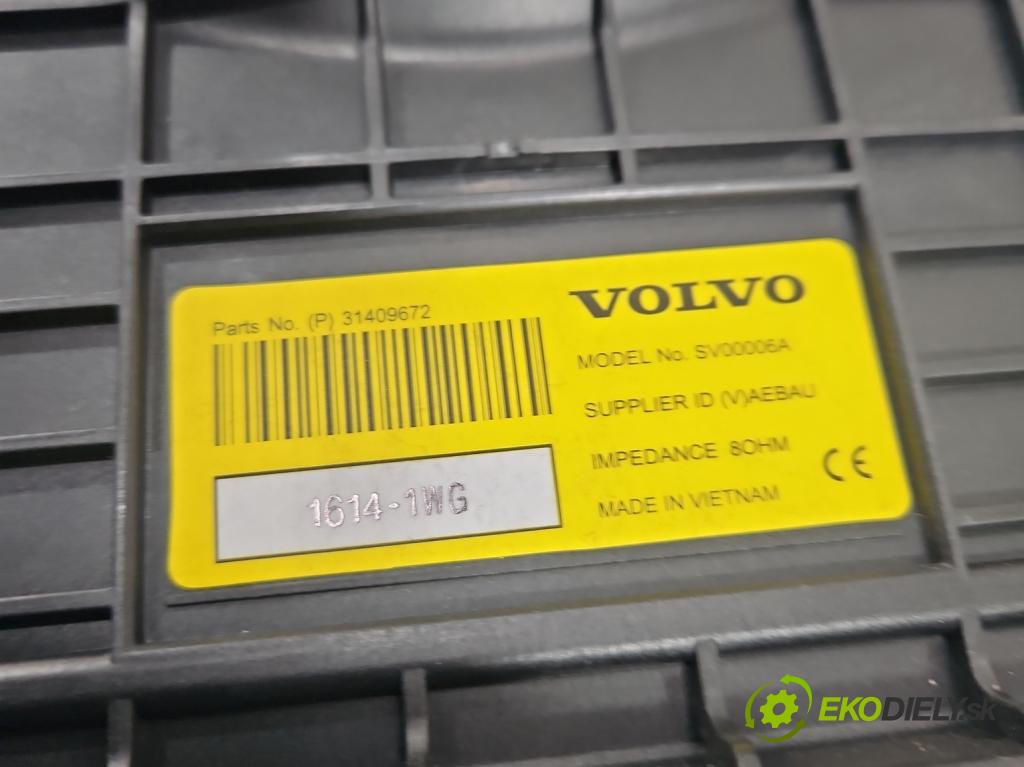 Parts No. (P) 31409672
1614-1WG
VOLVO
MODEL No. SV00006A
SUPPLIER ID (V)AEBAU
IMPEDANCE 8OHM
MADE IN VIETNAM
CE
EKODIELY.sk